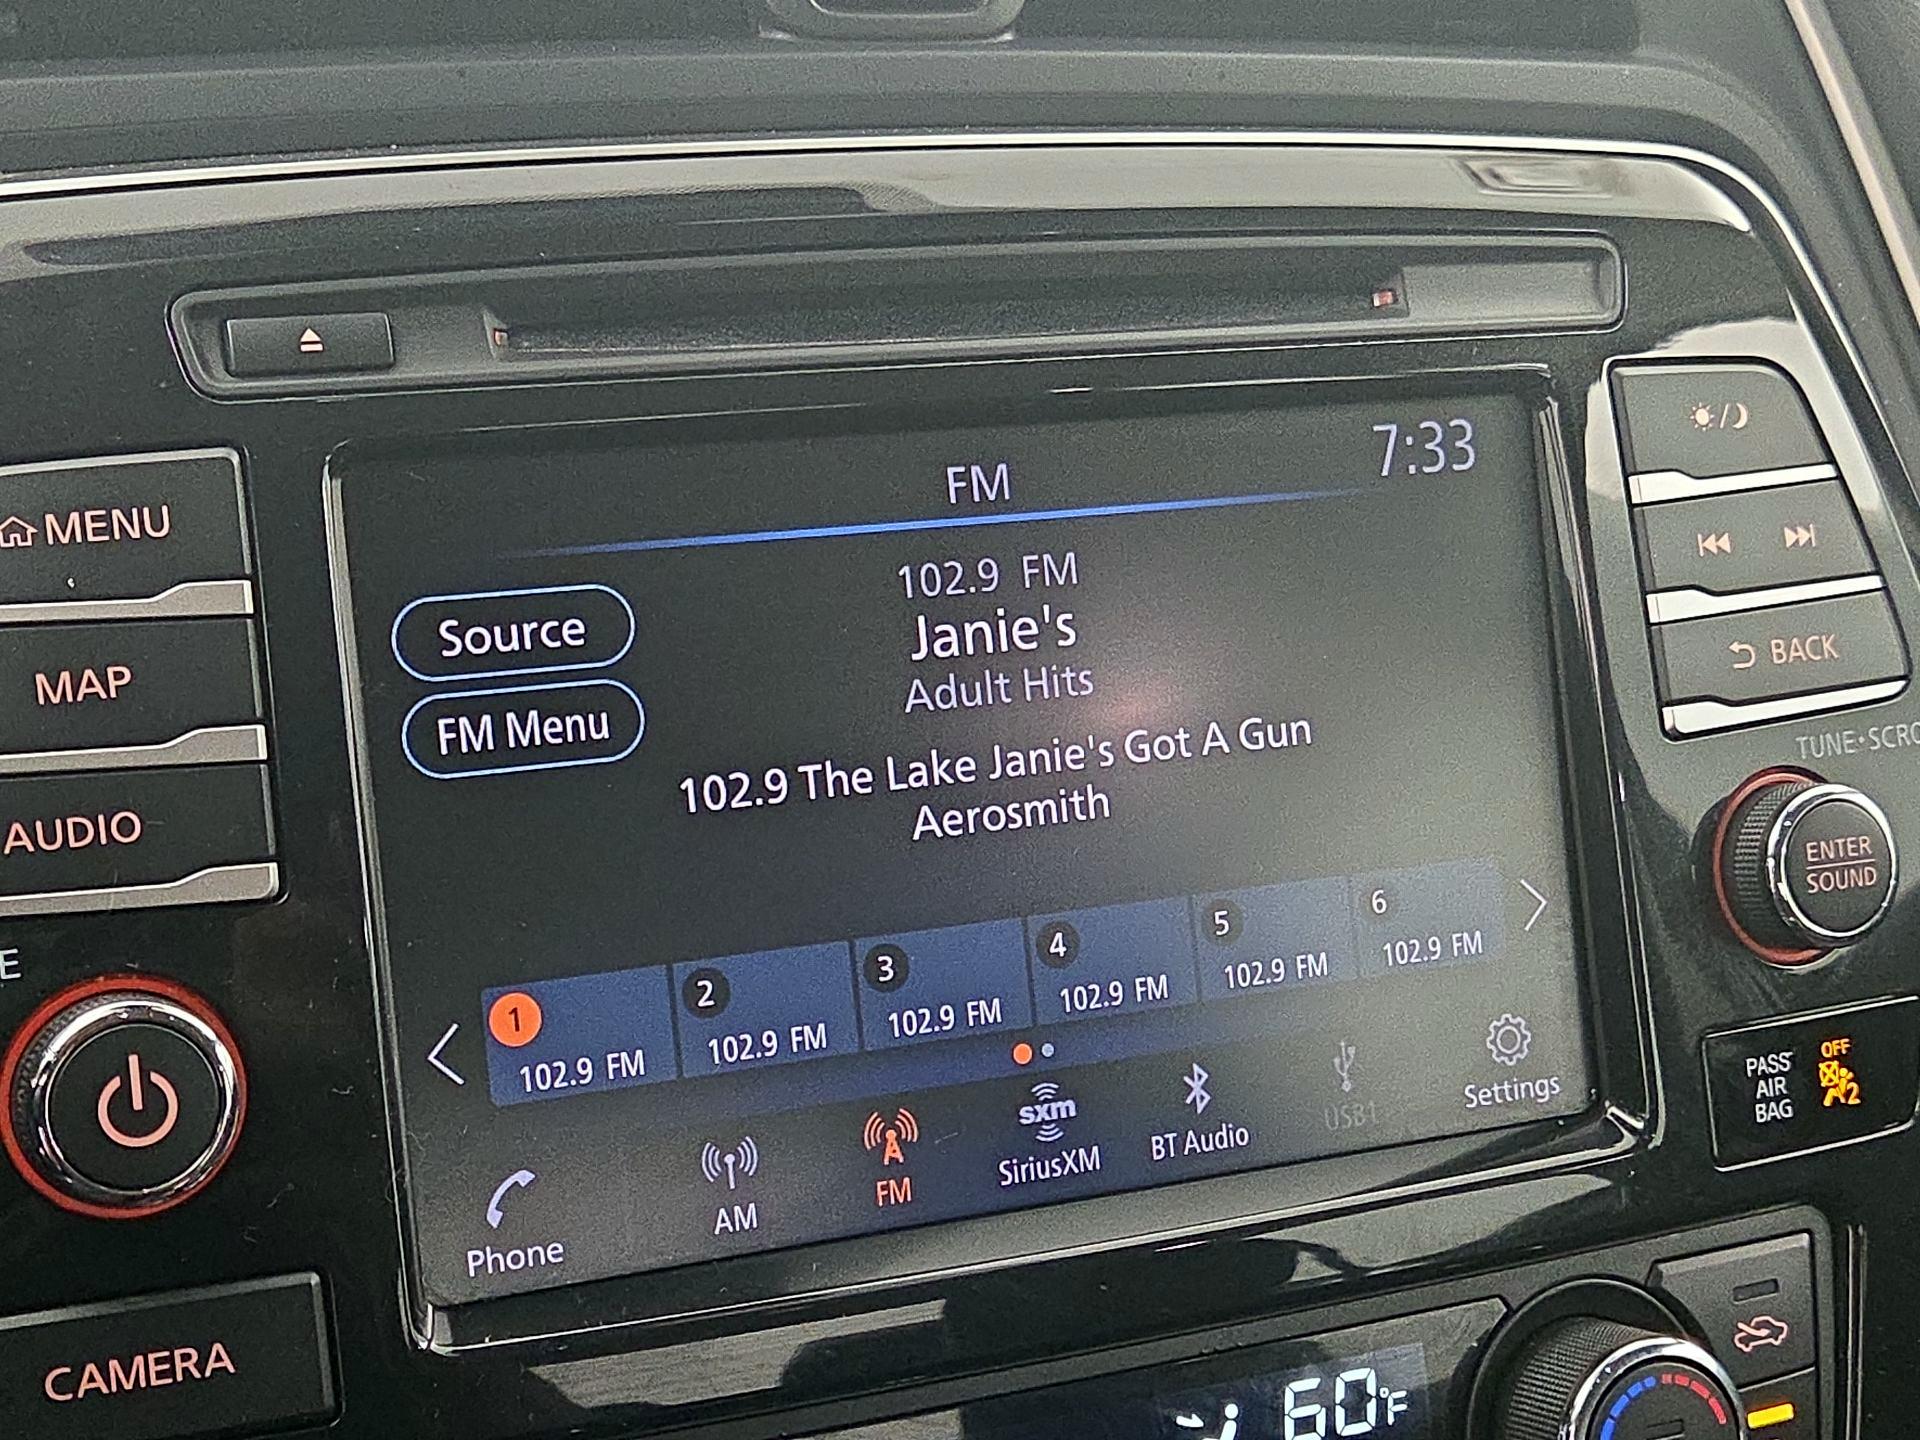 7:33
FM
MENU
MAP
AUDIO
E
CAMERA
102.9 FM
Janie's
Adult Hits
Source
FM Menu
102.9 The Lake Janie's Got A Gun
Aerosmith
1 102.9 FM
2 102.9 FM
3 102.9 FM
4 102.9 FM
5 102.9 FM
6 102.9 FM
Phone
AM
FM
sxm
SiriusXM
BT Audio
USB1
Settings
BACK
TUNE•SCRO
ENTER
SOUND
PASS
AIR
BAG
OFF
2
60°F